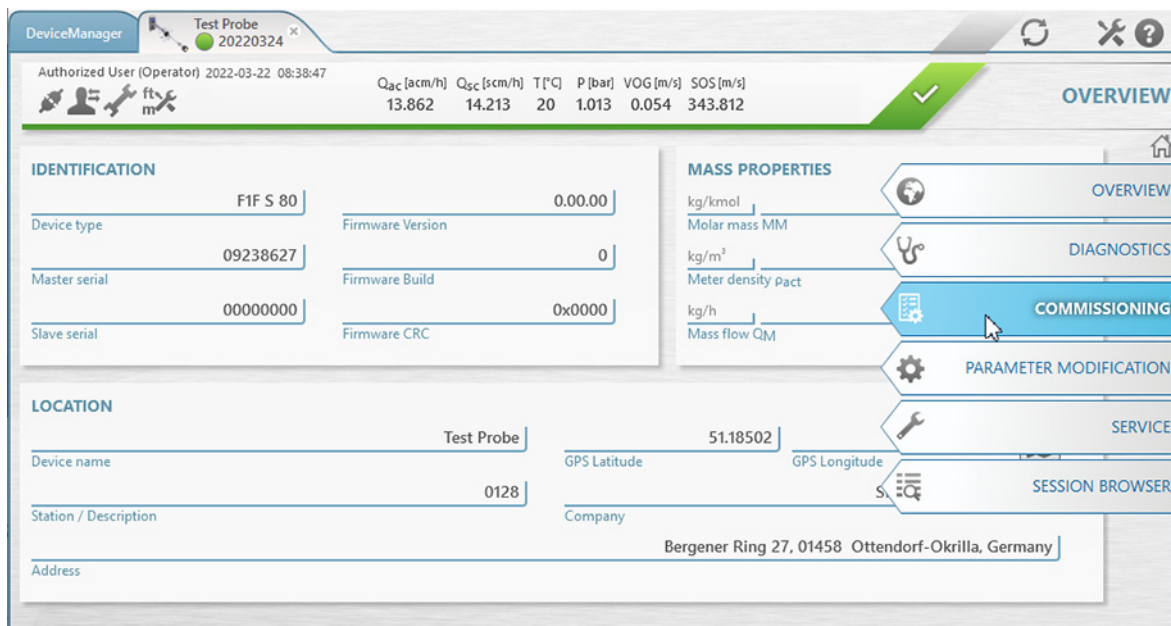 DeviceManager
Test Probe
20220324
Authorized User (Operator) 2022-03-22 08:38:47
Qac [acm/h] Qsc [scm/h] T [°C] P [bar] VOG [m/s] SOS [m/s]
13.862 14.213 20 1.013 0.054 343.812
ft
m
OVERVIEW
IDENTIFICATION
F1F S 80
Device type
09238627
Master serial
00000000
Slave serial
0.00.00
Firmware Version
0
Firmware Build
0x0000
Firmware CRC
MASS PROPERTIES
kg/kmol
Molar mass MM
kg/m³
Meter density ρact
kg/h
Mass flow QM
OVERVIEW
DIAGNOSTICS
COMMISSIONING
PARAMETER MODIFICATION
SERVICE
SESSION BROWSER
LOCATION
Test Probe
Device name
51.18502
GPS Latitude
GPS Longitude
0128
Station / Description
Company
Bergener Ring 27, 01458 Ottendorf-Okrilla, Germany
Address